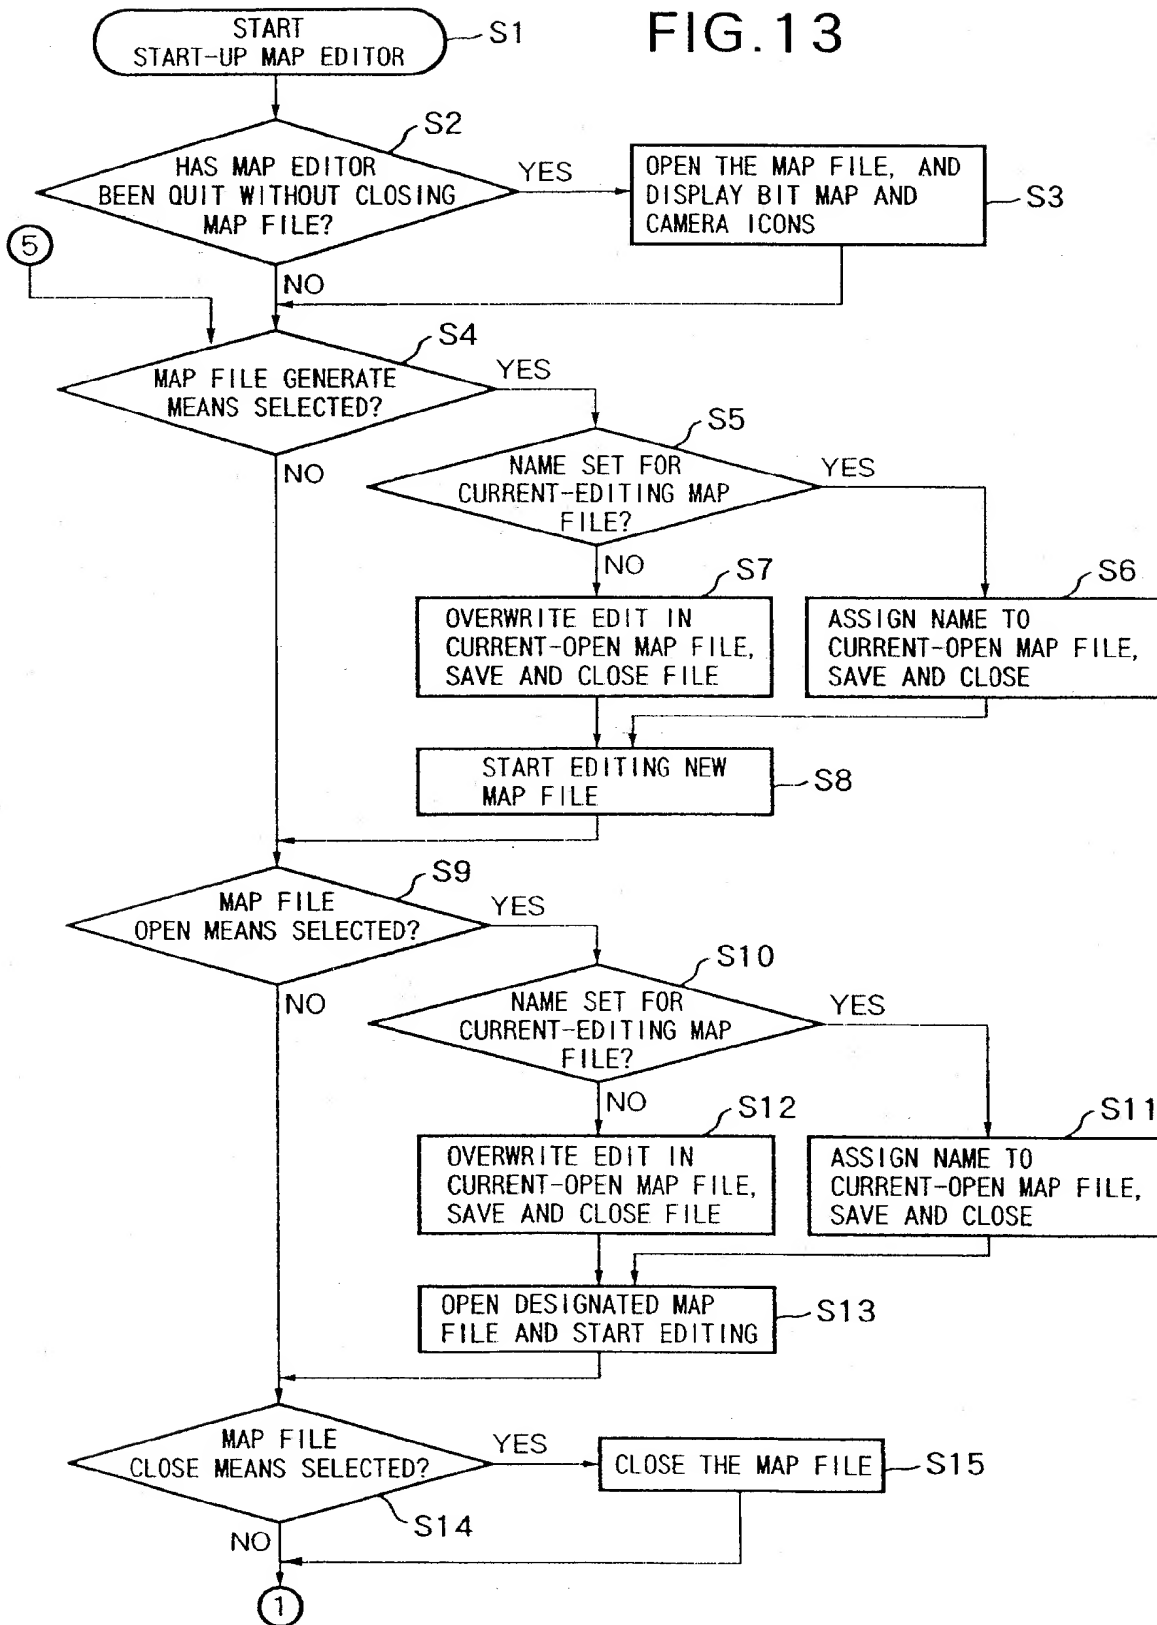 FIG.13
START
START-UP MAP EDITOR
S1
S2
HAS MAP EDITOR
BEEN QUIT WITHOUT CLOSING
MAP FILE?
YES
OPEN THE MAP FILE, AND
DISPLAY BIT MAP AND
CAMERA ICONS
S3
5
NO
S4
MAP FILE GENERATE
MEANS SELECTED?
YES
NO
S5
NAME SET FOR
CURRENT-EDITING MAP
FILE?
YES
NO
S7
OVERWRITE EDIT IN
CURRENT-OPEN MAP FILE,
SAVE AND CLOSE FILE
S6
ASSIGN NAME TO
CURRENT-OPEN MAP FILE,
SAVE AND CLOSE
START EDITING NEW
MAP FILE
S8
S9
MAP FILE
OPEN MEANS SELECTED?
YES
NO
S10
NAME SET FOR
CURRENT-EDITING MAP
FILE?
YES
NO
S12
OVERWRITE EDIT IN
CURRENT-OPEN MAP FILE,
SAVE AND CLOSE FILE
S11
ASSIGN NAME TO
CURRENT-OPEN MAP FILE,
SAVE AND CLOSE
OPEN DESIGNATED MAP
FILE AND START EDITING
S13
MAP FILE
CLOSE MEANS SELECTED?
YES
CLOSE THE MAP FILE
S15
S14
NO
1